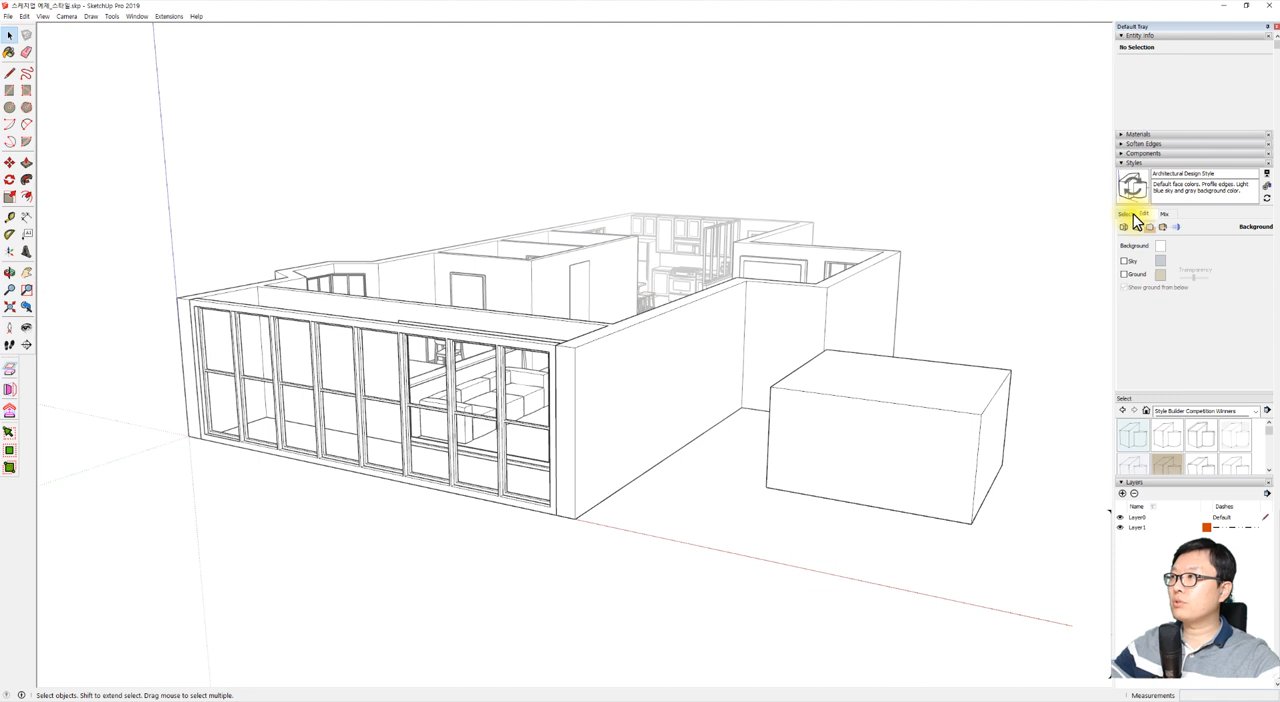 스케치업 예제_스타일.skp - SketchUp Pro 2019
File Edit View Camera Draw Tools Window Extensions Help
Default Tray
Entity Info
No Selection
Materials
Soften Edges
Components
Styles
Architectural Design Style
Default face colors. Profile edges. Light
blue sky and gray background color.
Select Edit Mix
Background
Background
Sky
Transparency
Ground
Show ground from below
Select
Style Builder Competition Winners
Layers
Name Dashes
Layer0 Default
Layer1
Select objects. Shift to extend select. Drag mouse to select multiple.
Measurements